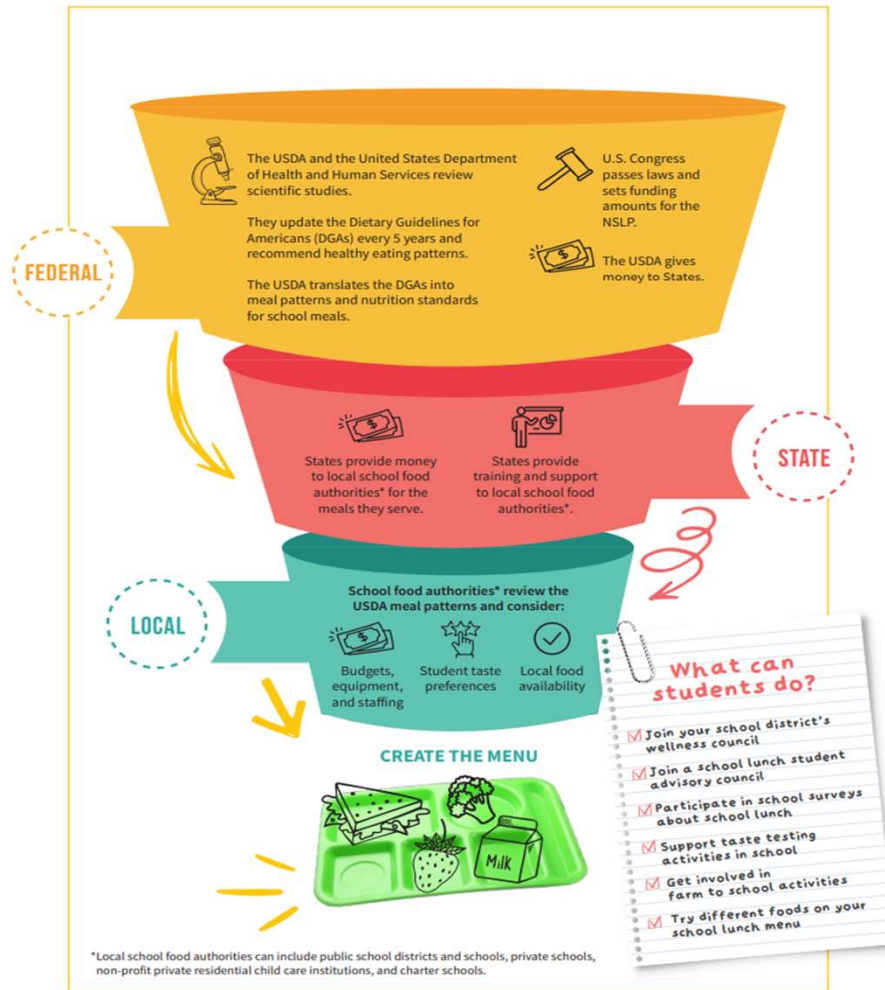 The USDA and the United States Department
of Health and Human Services review
scientific studies.
They update the Dietary Guidelines for
Americans (DGAs) every 5 years and
recommend healthy eating patterns.
The USDA translates the DGAs into
meal patterns and nutrition standards
for school meals.
U.S. Congress
passes laws and
sets funding
amounts for the
NSLP.
The USDA gives
money to States.
FEDERAL
States provide money
to local school food
authorities* for the
meals they serve.
States provide
training and support
to local school food
authorities*.
STATE
LOCAL
School food authorities* review the
USDA meal patterns and consider:
Budgets,
equipment,
and staffing
Student taste
preferences
Local food
availability
CREATE THE MENU
Milk
What can
students do?
Join your school district's
wellness council
Join a school lunch student
advisory council
Participate in school surveys
about school lunch
Support taste testing
activities in school
Get involved in
farm to school activities
Try different foods on your
school lunch menu
*Local school food authorities can include public school districts and schools, private schools,
non-profit private residential child care institutions, and charter schools.